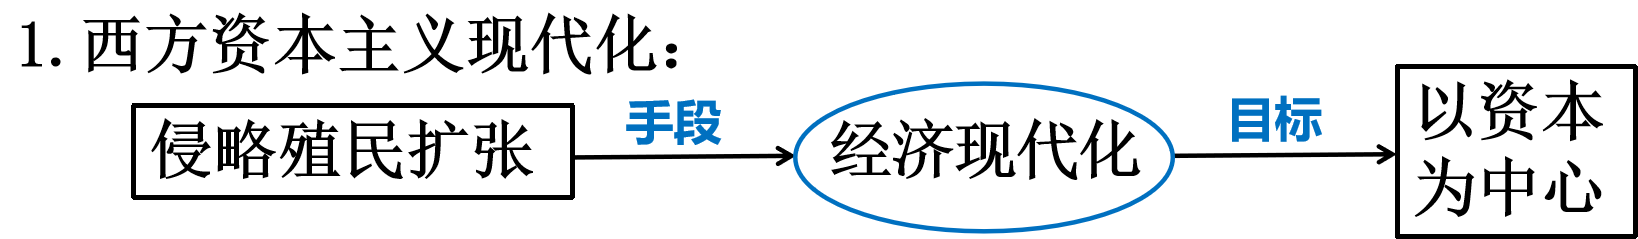 1. 西方资本主义现代化：
侵略殖民扩张
手段
经济现代化
目标
以资本
为中心